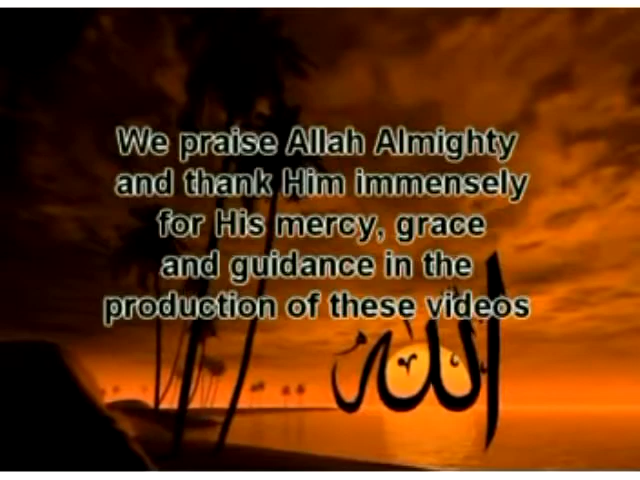 We praise Allah Almighty
and thank Him immensely
for His mercy, grace
and guidance in the
production of these videos
الله